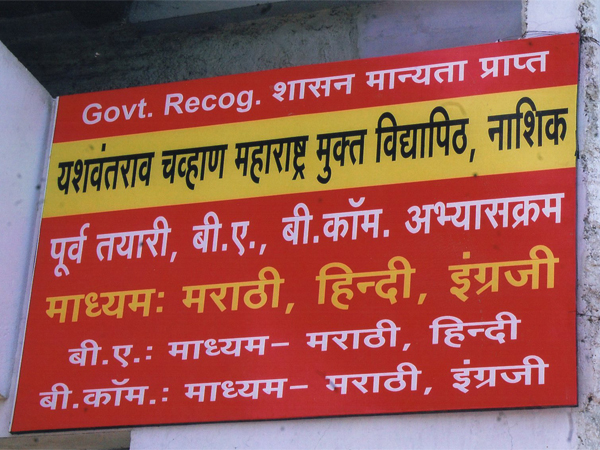 Govt. Recog. शासन मान्यता प्राप्त
यशवंतराव चव्हाण महाराष्ट्र मुक्त विद्यापिठ, नाशिक
पूर्व तयारी, बी.ए., बी.कॉम. अभ्यासक्रम
माध्यमः मराठी, हिन्दी, इंग्रजी
बी.ए.: माध्यम– मराठी, हिन्दी
बी.कॉम.: माध्यम– मराठी, इंग्रजी